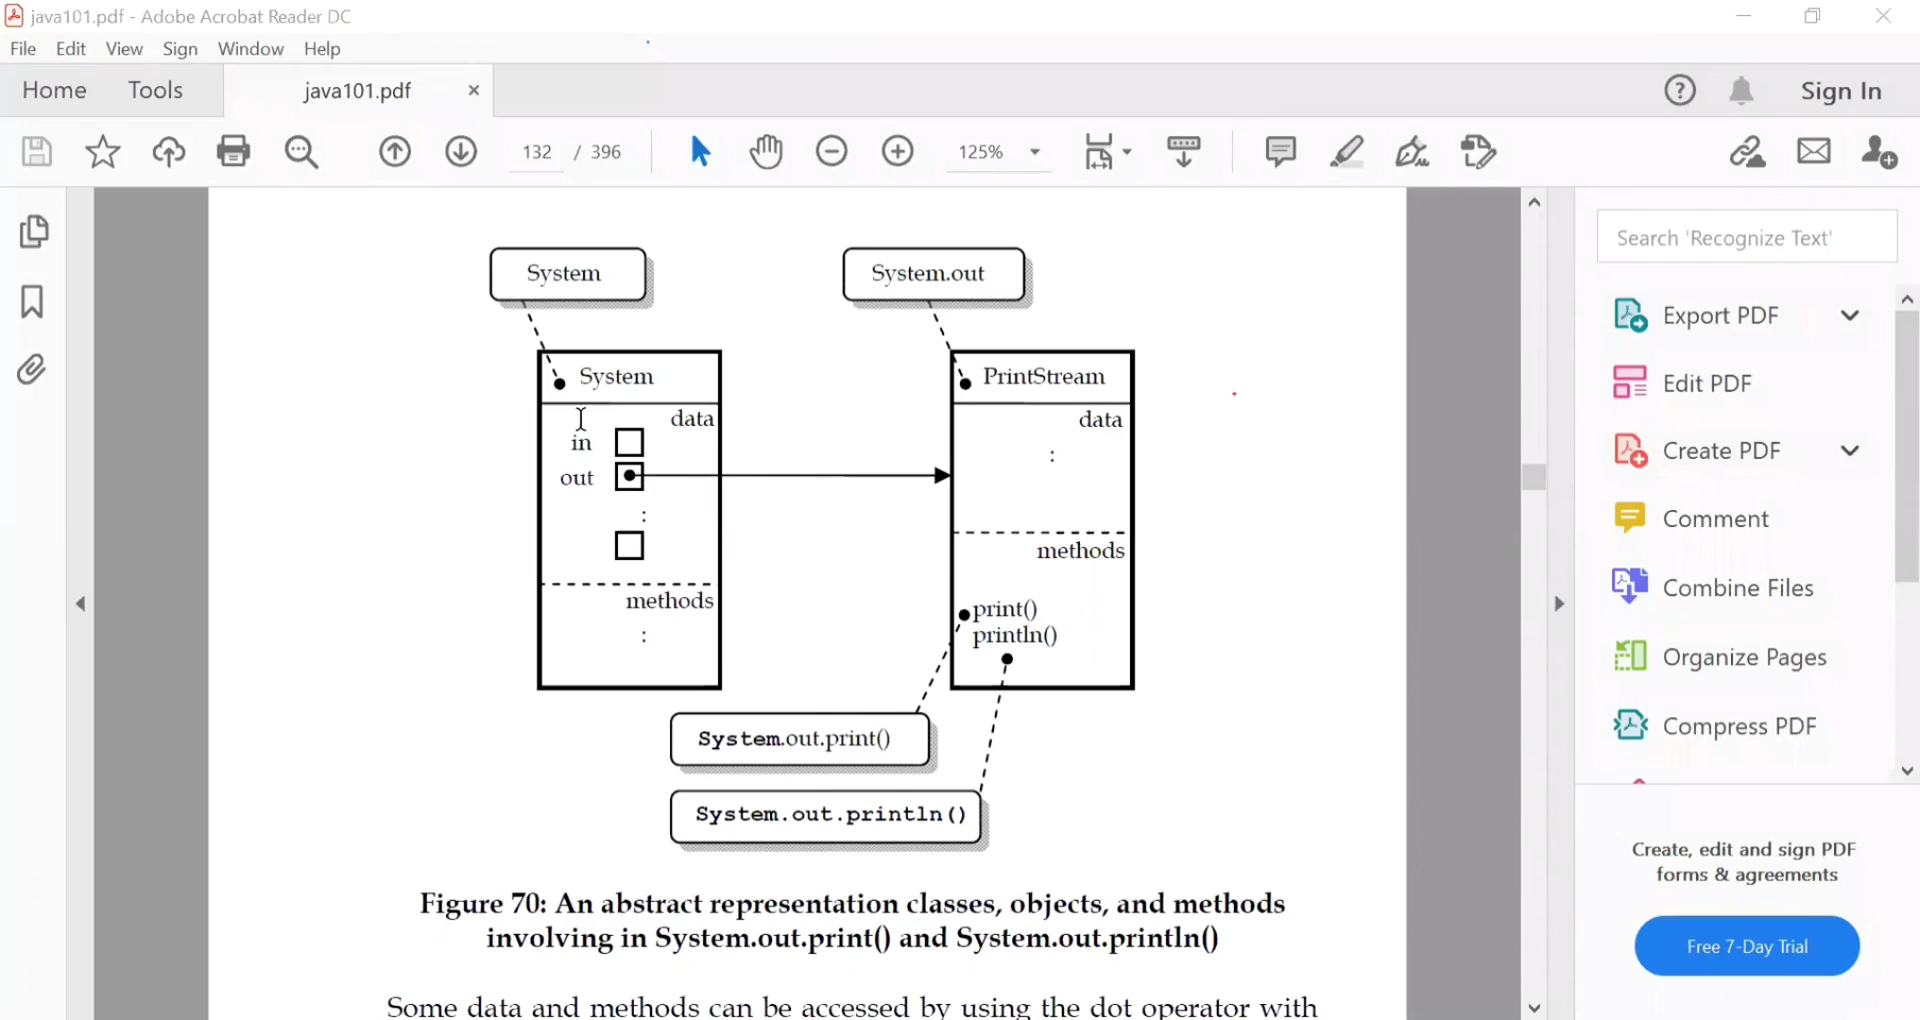 java101.pdf - Adobe Acrobat Reader DC
File Edit View Sign Window Help
Home Tools java101.pdf × Sign In
132 / 396 125%
Search 'Recognize Text'
Export PDF
Edit PDF
Create PDF
Comment
Combine Files
Organize Pages
Compress PDF
Create, edit and sign PDF
forms & agreements
Free 7-Day Trial
System System.out
System
data
in
out
:
methods
:
PrintStream
data
:
methods
print()
println()
System.out.print()
System.out.println()
Figure 70: An abstract representation classes, objects, and methods
involving in System.out.print() and System.out.println()
Some data and methods can be accessed by using the dot operator with